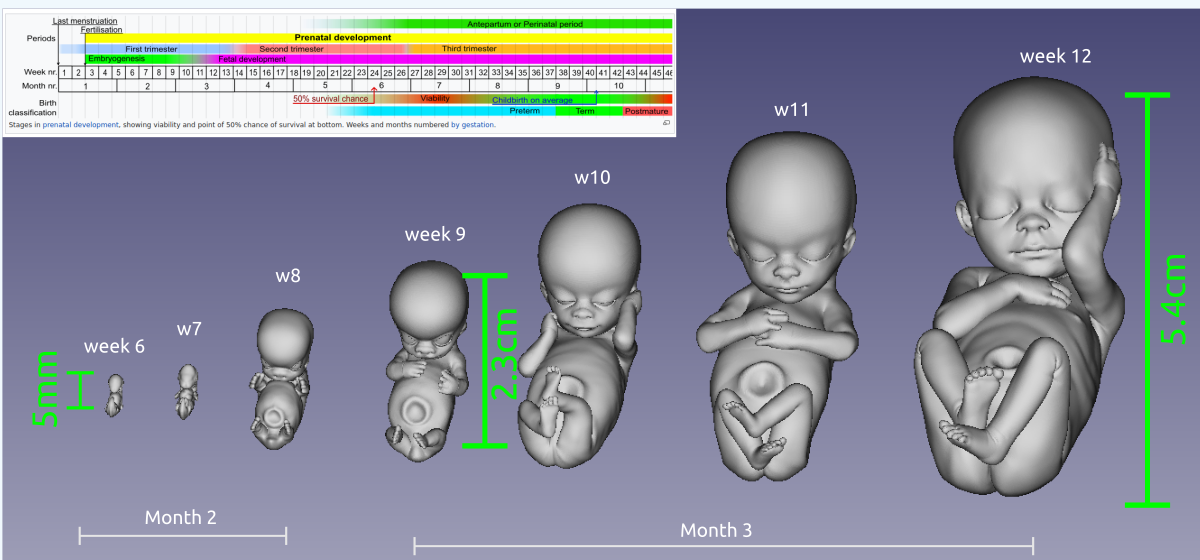 Last menstruation
Fertilisation
Antepartum or Perinatal period
Periods
Prenatal development
First trimester Second trimester Third trimester
Embryogenesis Fetal development
Week nr. 1 2 3 4 5 6 7 8 9 10 11 12 13 14 15 16 17 18 19 20 21 22 23 24 25 26 27 28 29 30 31 32 33 34 35 36 37 38 39 40 41 42 43 44 45 46
Month nr. 1 2 3 4 5 6 7 8 9 10
50% survival chance Viability Childbirth on average
Birth classification
Preterm Term Postmature
Stages in prenatal development, showing viability and point of 50% chance of survival at bottom. Weeks and months numbered by gestation.
week 6
w7
w8
week 9
w10
w11
week 12
5mm
2.3cm
5.4cm
Month 2
Month 3